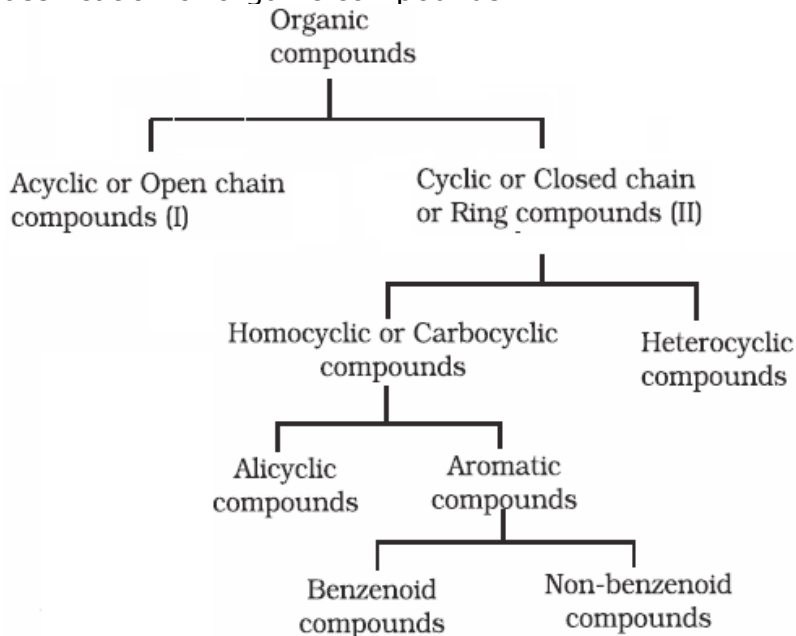 Organic
compounds
Acyclic or Open chain
compounds (I)
Cyclic or Closed chain
or Ring compounds (II)
Homocyclic or Carbocyclic
compounds
Heterocyclic
compounds
Alicyclic
compounds
Aromatic
compounds
Benzenoid
compounds
Non-benzenoid
compounds